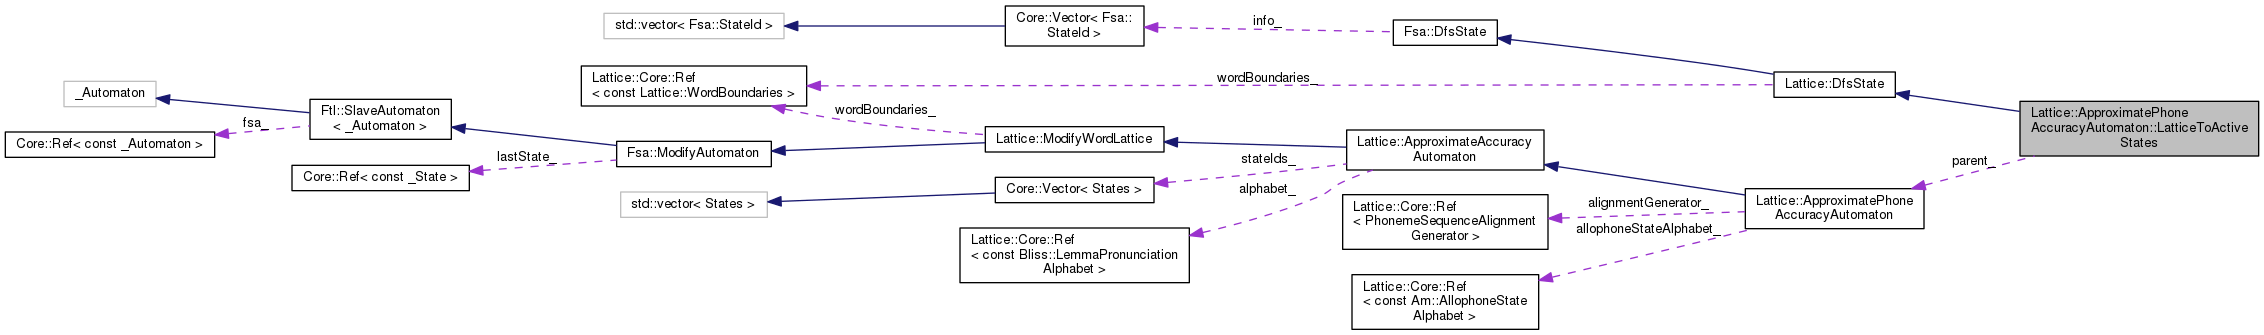 std::vector< Fsa::StateId >
Core::Vector< Fsa::
StateId >
info_
Fsa::DfsState
_Automaton
Ftl::SlaveAutomaton
< _Automaton >
fsa_
Core::Ref< const _Automaton >
Lattice::Core::Ref
< const Lattice::WordBoundaries >
wordBoundaries_
wordBoundaries_
Lattice::DfsState
Lattice::ApproximatePhone
AccuracyAutomaton::LatticeToActive
States
Lattice::ModifyWordLattice
Fsa::ModifyAutomaton
lastState_
Core::Ref< const _State >
Lattice::ApproximateAccuracy
Automaton
stateIds_
Core::Vector< States >
std::vector< States >
alphabet_
Lattice::Core::Ref
< const Bliss::LemmaPronunciation
Alphabet >
parent_
Lattice::ApproximatePhone
AccuracyAutomaton
alignmentGenerator_
Lattice::Core::Ref
< PhonemeSequenceAlignment
Generator >
allophoneStateAlphabet_
Lattice::Core::Ref
< const Am::AllophoneState
Alphabet >